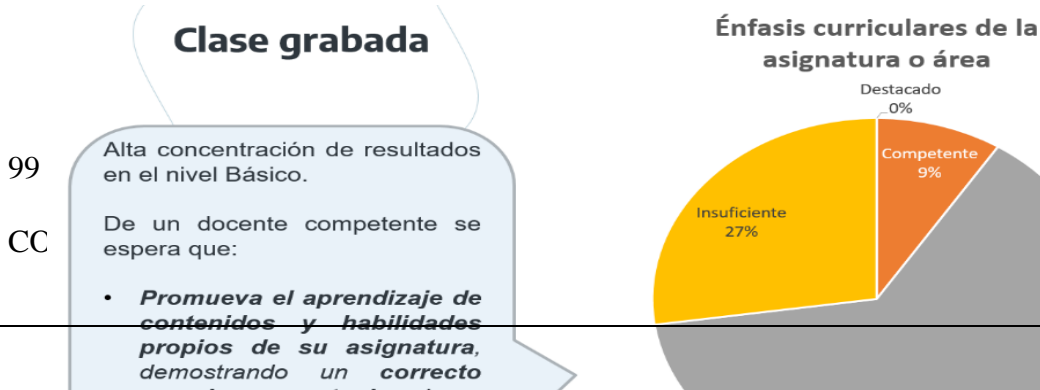 Clase grabada
99
CC
Alta concentración de resultados
en el nivel Básico.
De un docente competente se
espera que:
• Promueva el aprendizaje de
contenidos y habilidades
propios de su asignatura,
demostrando un correcto
Énfasis curriculares de la
asignatura o área
Destacado
0%
Competente
9%
Insuficiente
27%